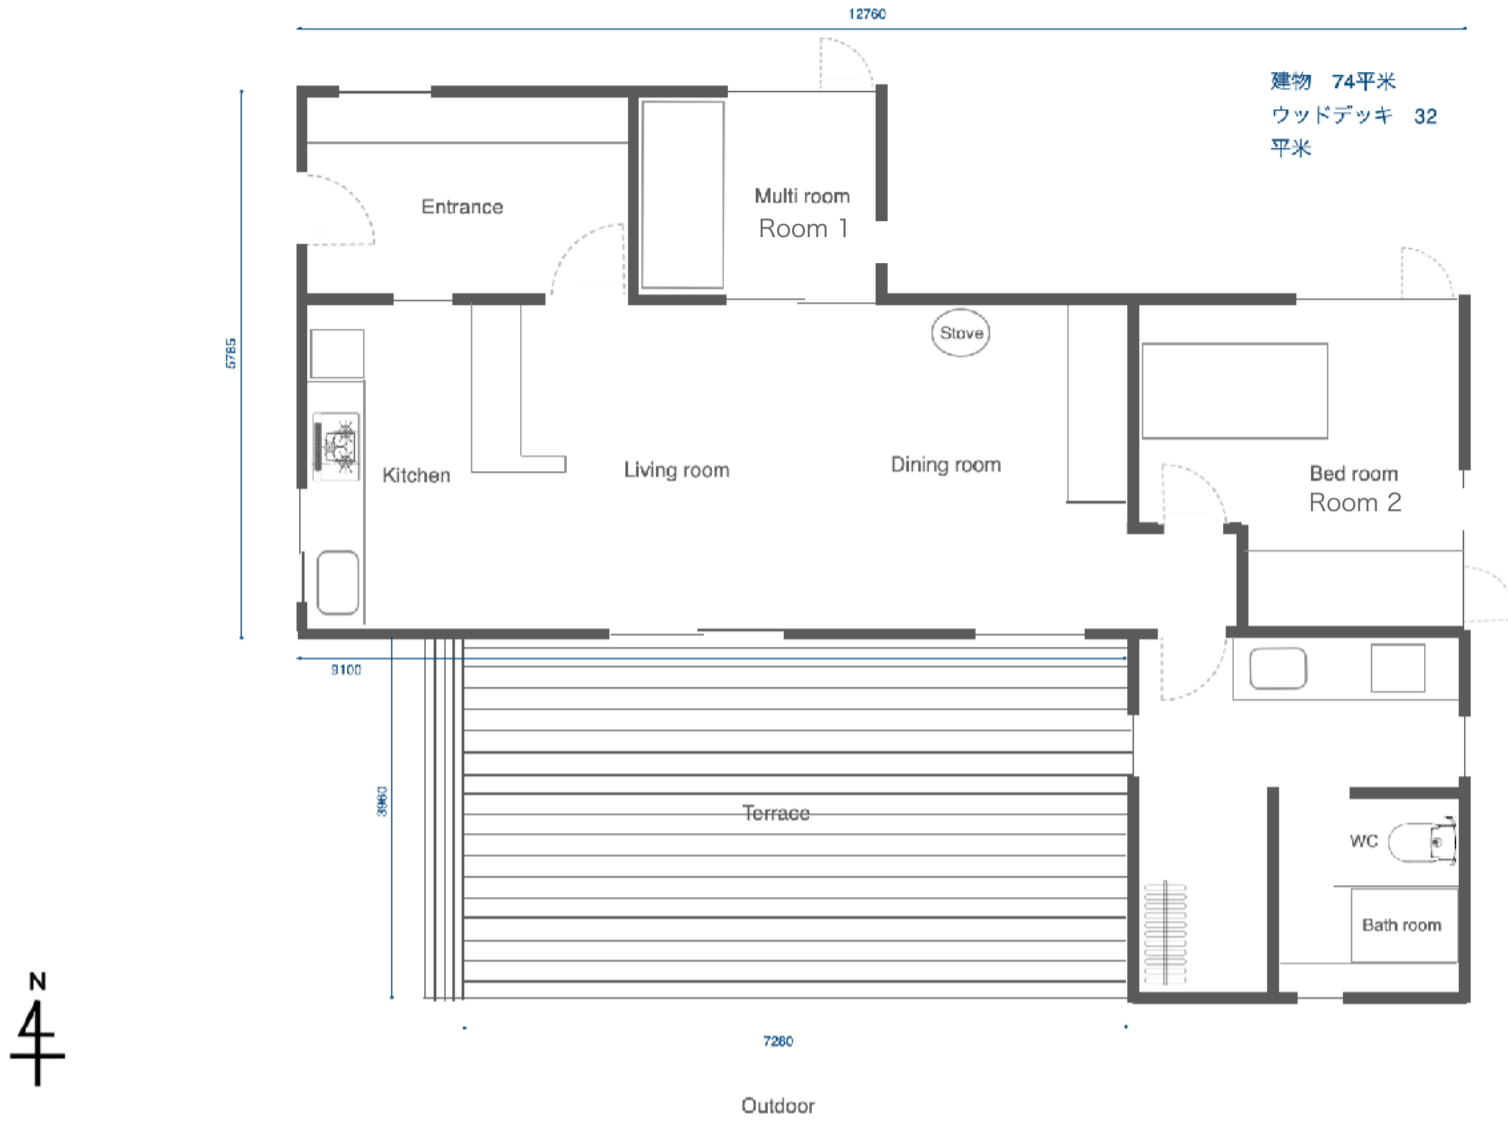 12760
建物　74平米
ウッドデッキ　32
平米
Entrance
Multi room
Room 1
Stove
5785
Kitchen
Living room
Dining room
Bed room
Room 2
9100
3960
Terrace
WC
Bath room
N
7280
Outdoor